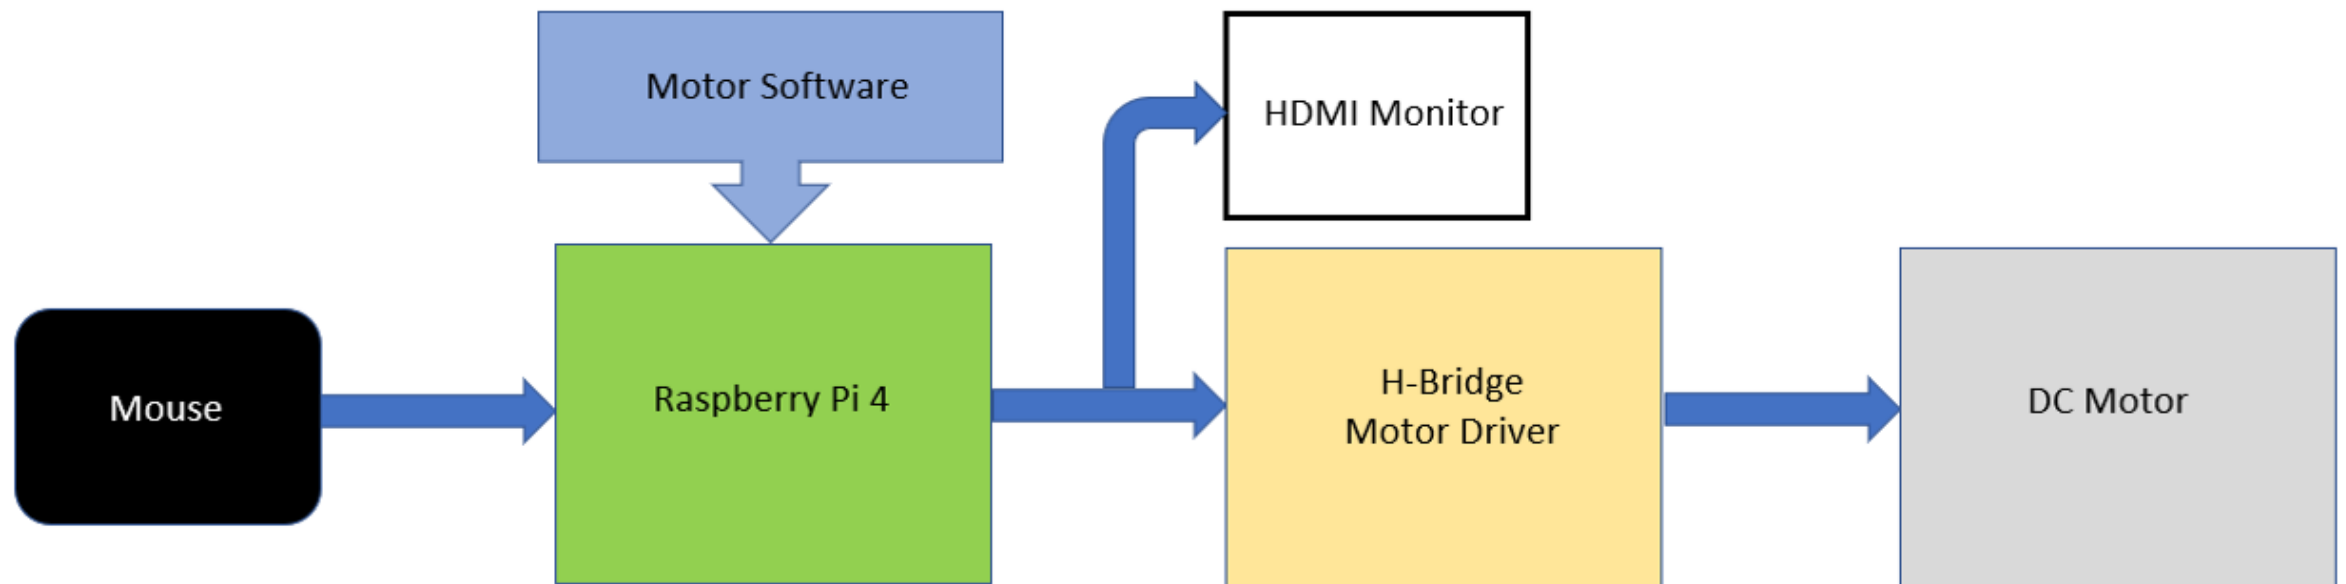 Motor Software
HDMI Monitor
Mouse
Raspberry Pi 4
H-Bridge
Motor Driver
DC Motor